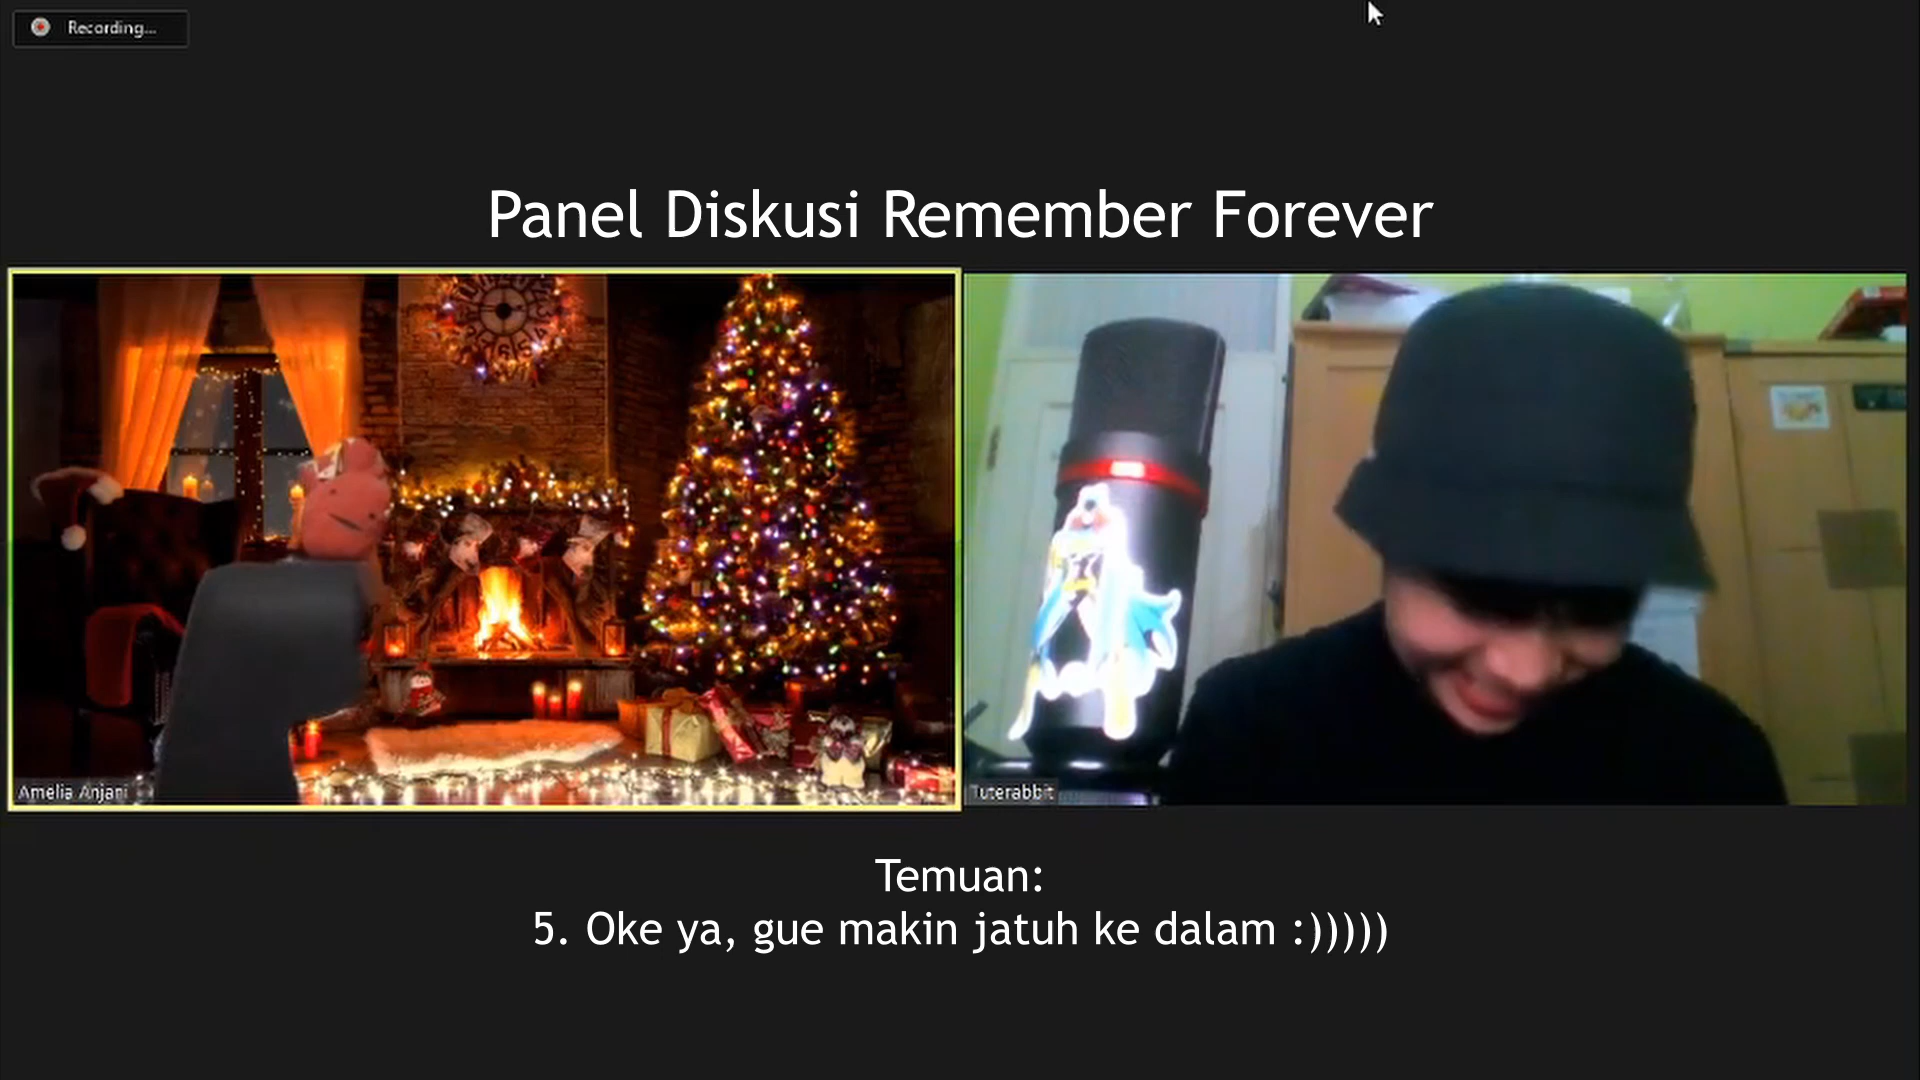 Recording...
Panel Diskusi Remember Forever
Amelia Anjani
Tuterabbit
Temuan:
5. Oke ya, gue makin jatuh ke dalam :)))))